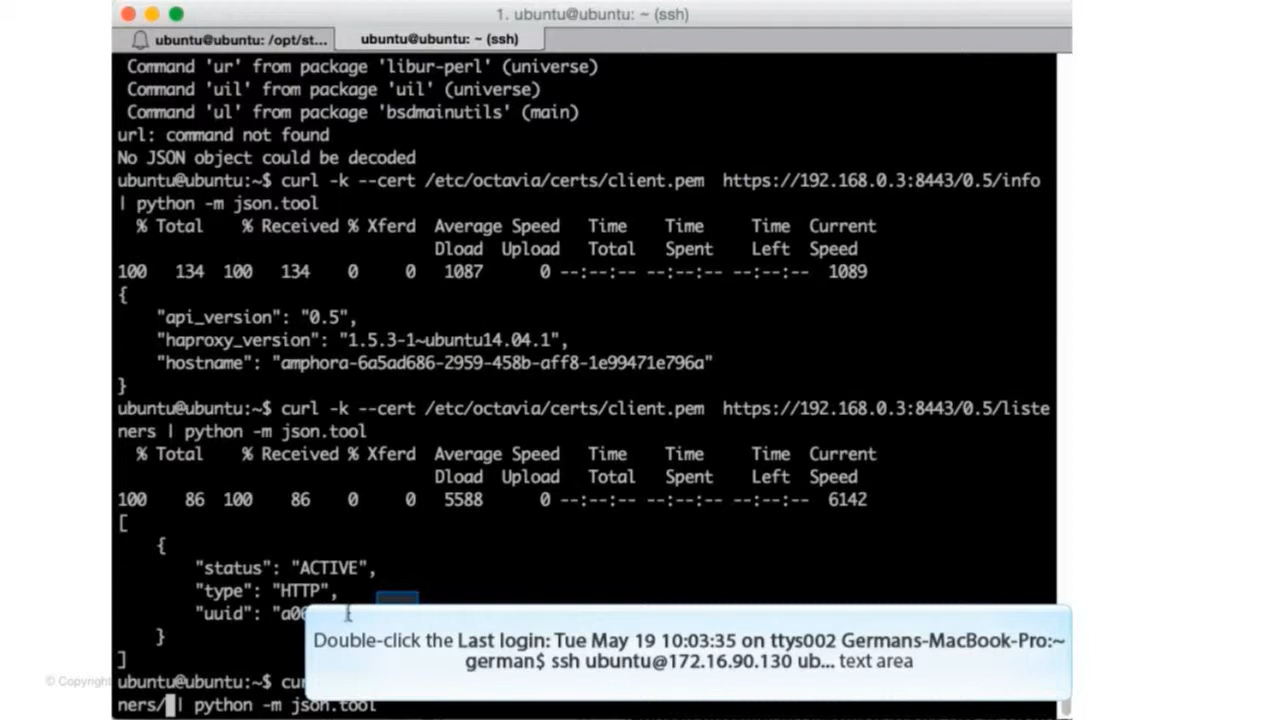 1. ubuntu@ubuntu: ~ (ssh)
ubuntu@ubuntu: /opt/st... ubuntu@ubuntu: ~ (ssh)
Command 'ur' from package 'libur-perl' (universe)
Command 'uil' from package 'uil' (universe)
Command 'ul' from package 'bsdmainutils' (main)
url: command not found
No JSON object could be decoded
ubuntu@ubuntu:~$ curl -k --cert /etc/octavia/certs/client.pem https://192.168.0.3:8443/0.5/info
| python -m json.tool
% Total % Received % Xferd Average Speed Time Time Time Current
Dload Upload Total Spent Left Speed
100 134 100 134 0 0 1087 0 --:--:-- --:--:-- --:--:-- 1089
{
"api_version": "0.5",
"haproxy_version": "1.5.3-1~ubuntu14.04.1",
"hostname": "amphora-6a5ad686-2959-458b-aff8-1e99471e796a"
}
ubuntu@ubuntu:~$ curl -k --cert /etc/octavia/certs/client.pem https://192.168.0.3:8443/0.5/liste
ners | python -m json.tool
% Total % Received % Xferd Average Speed Time Time Time Current
Dload Upload Total Spent Left Speed
100 86 100 86 0 0 5588 0 --:--:-- --:--:-- --:--:-- 6142
[
{
"status": "ACTIVE",
"type": "HTTP",
"uuid": "a0
}
]
Double-click the Last login: Tue May 19 10:03:35 on ttys002 Germans-MacBook-Pro:~
german$ ssh ubuntu@172.16.90.130 ub... text area
© Copyright
ubuntu@ubuntu:~$ cu
ners/ | python -m json.tool